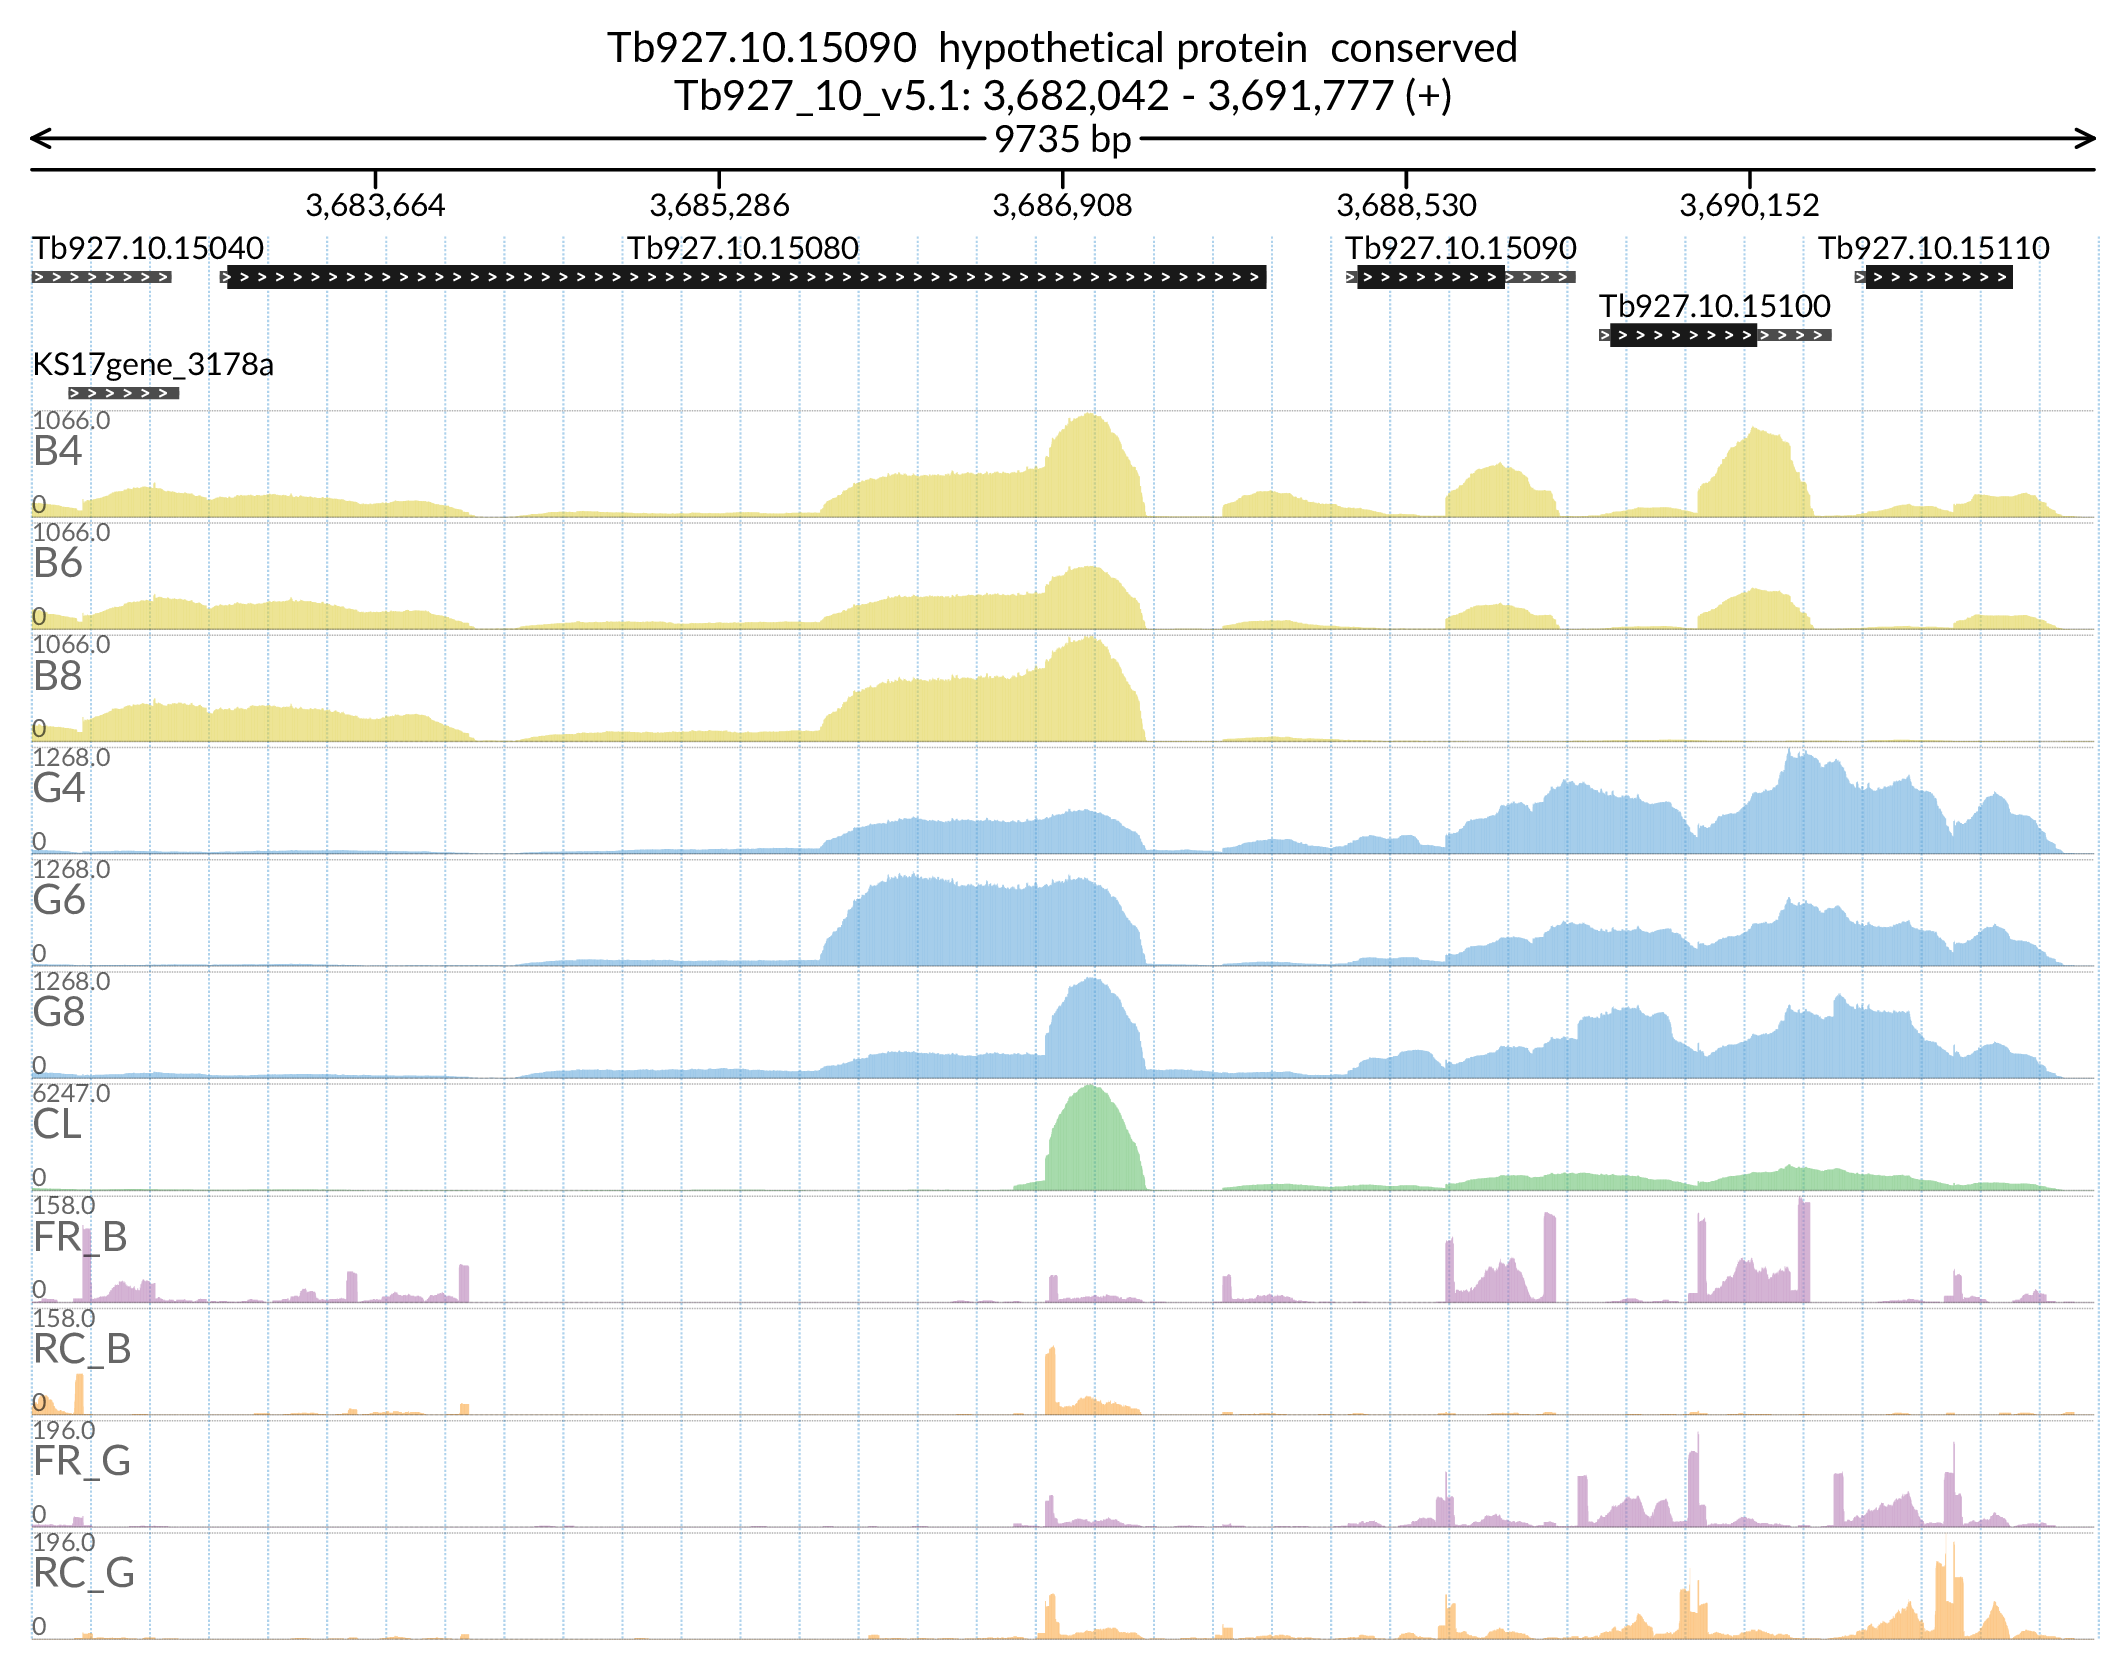 Tb927.10.15090  hypothetical protein  conserved
Tb927_10_v5.1: 3,682,042 - 3,691,777 (+)
9735 bp
3,683,664 3,685,286 3,686,908 3,688,530 3,690,152
Tb927.10.15040 Tb927.10.15080 Tb927.10.15090 Tb927.10.15110
Tb927.10.15100
KS17gene_3178a
1066.0
B4
0
1066.0
B6
0
1066.0
B8
0
1268.0
G4
0
1268.0
G6
0
1268.0
G8
0
6247.0
CL
0
158.0
FR_B
0
158.0
RC_B
0
196.0
FR_G
0
196.0
RC_G
0